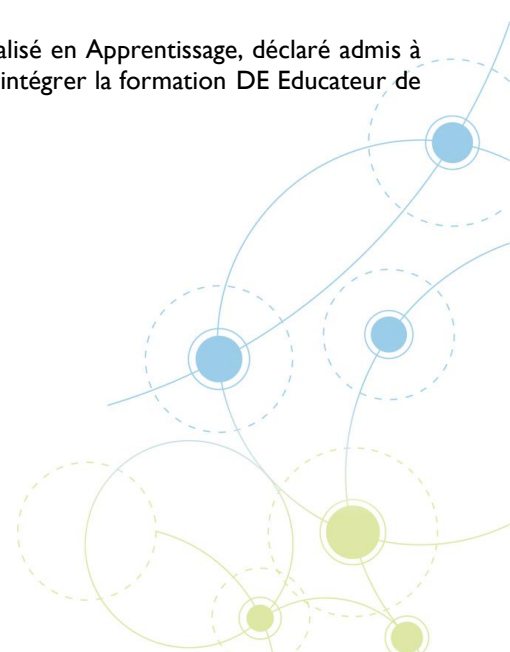 alisé en Apprentissage, déclaré admis à
intégrer la formation DE Educateur de